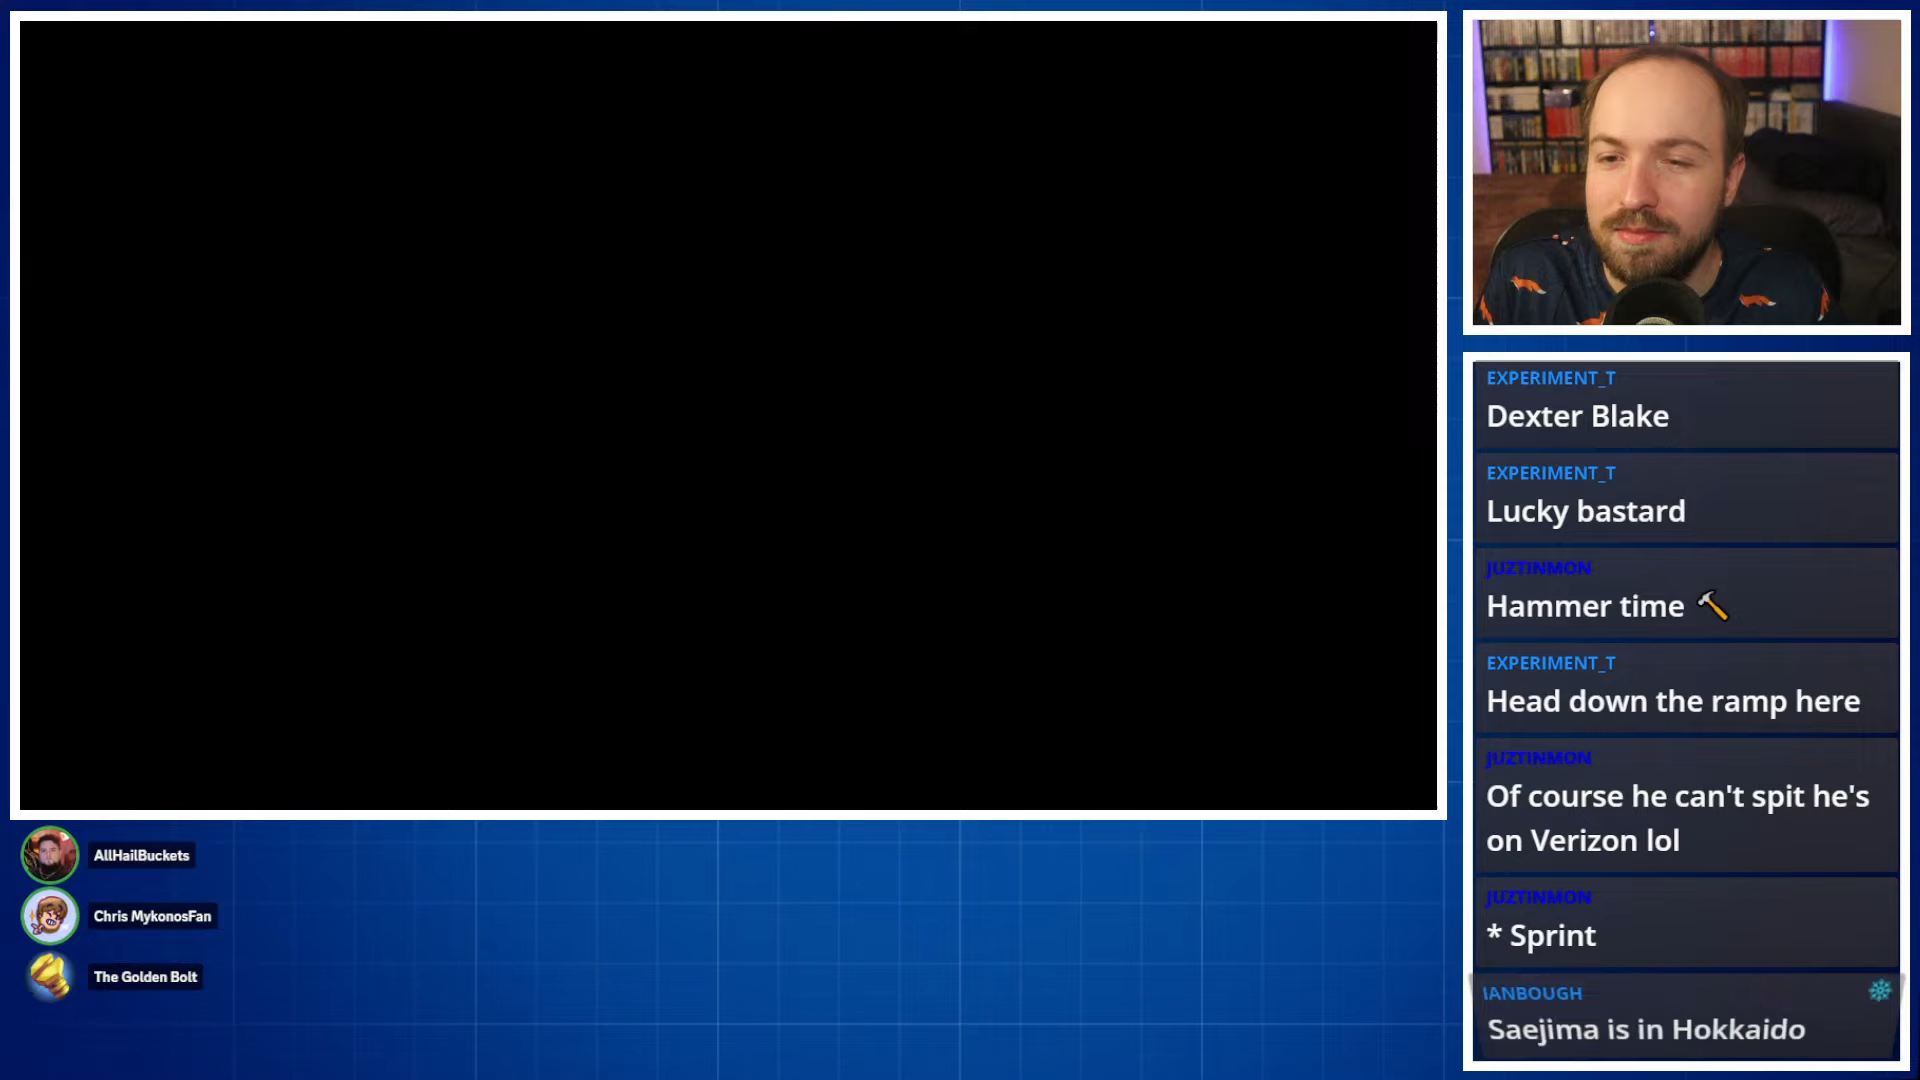 EXPERIMENT_T
Dexter Blake
EXPERIMENT_T
Lucky bastard
JUZTINMON
Hammer time
EXPERIMENT_T
Head down the ramp here
JUZTINMON
Of course he can't spit he's
on Verizon lol
JUZTINMON
* Sprint
IANBOUGH
Saejima is in Hokkaido
AllHailBuckets
Chris MykonosFan
The Golden Bolt